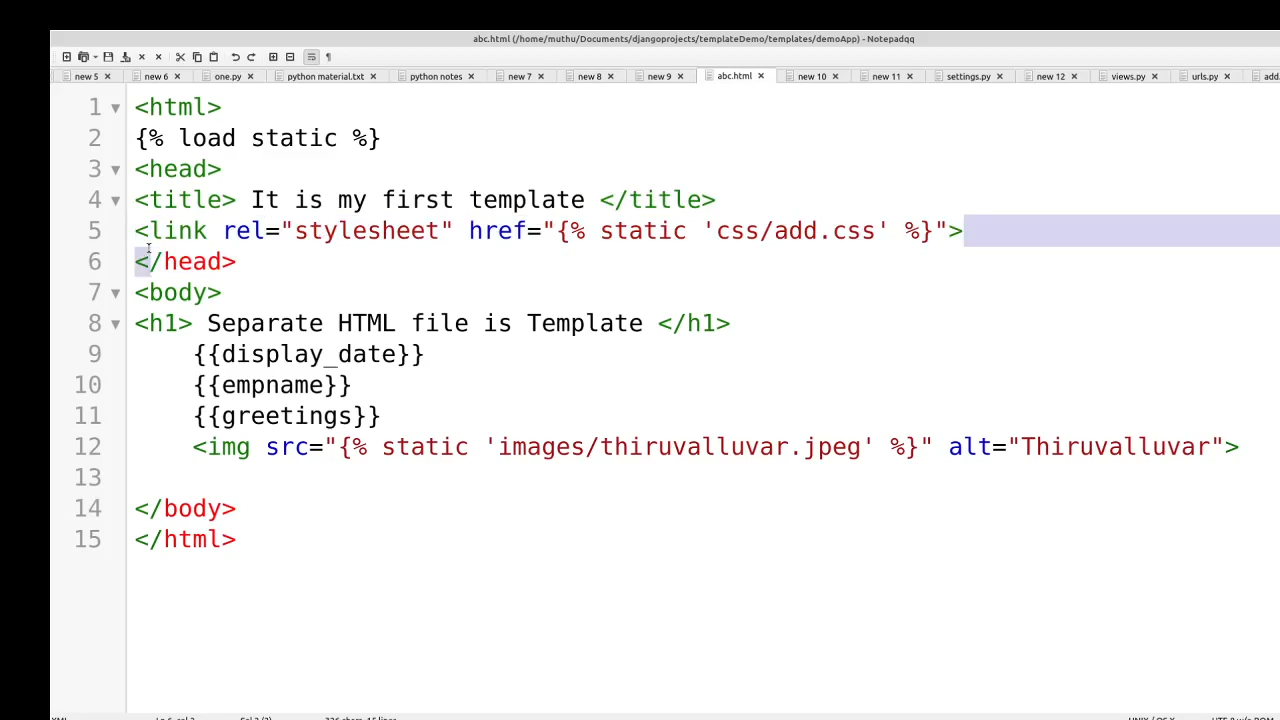 abc.html (/home/muthu/Documents/djangoprojects/templateDemo/templates/demoApp) - Notepadqq
new 5 new 6 one.py python material.txt python notes new 7 new 8 new 9 abc.html new 10 new 11 settings.py new 12 views.py urls.py add.
1 <html>
2 {% load static %}
3 <head>
4 <title> It is my first template </title>
5 <link rel="stylesheet" href="{% static 'css/add.css' %}">
6 </head>
7 <body>
8 <h1> Separate HTML file is Template </h1>
9 {{display_date}}
10 {{empname}}
11 {{greetings}}
12 <img src="{% static 'images/thiruvalluvar.jpeg' %}" alt="Thiruvalluvar">
13
14 </body>
15 </html>